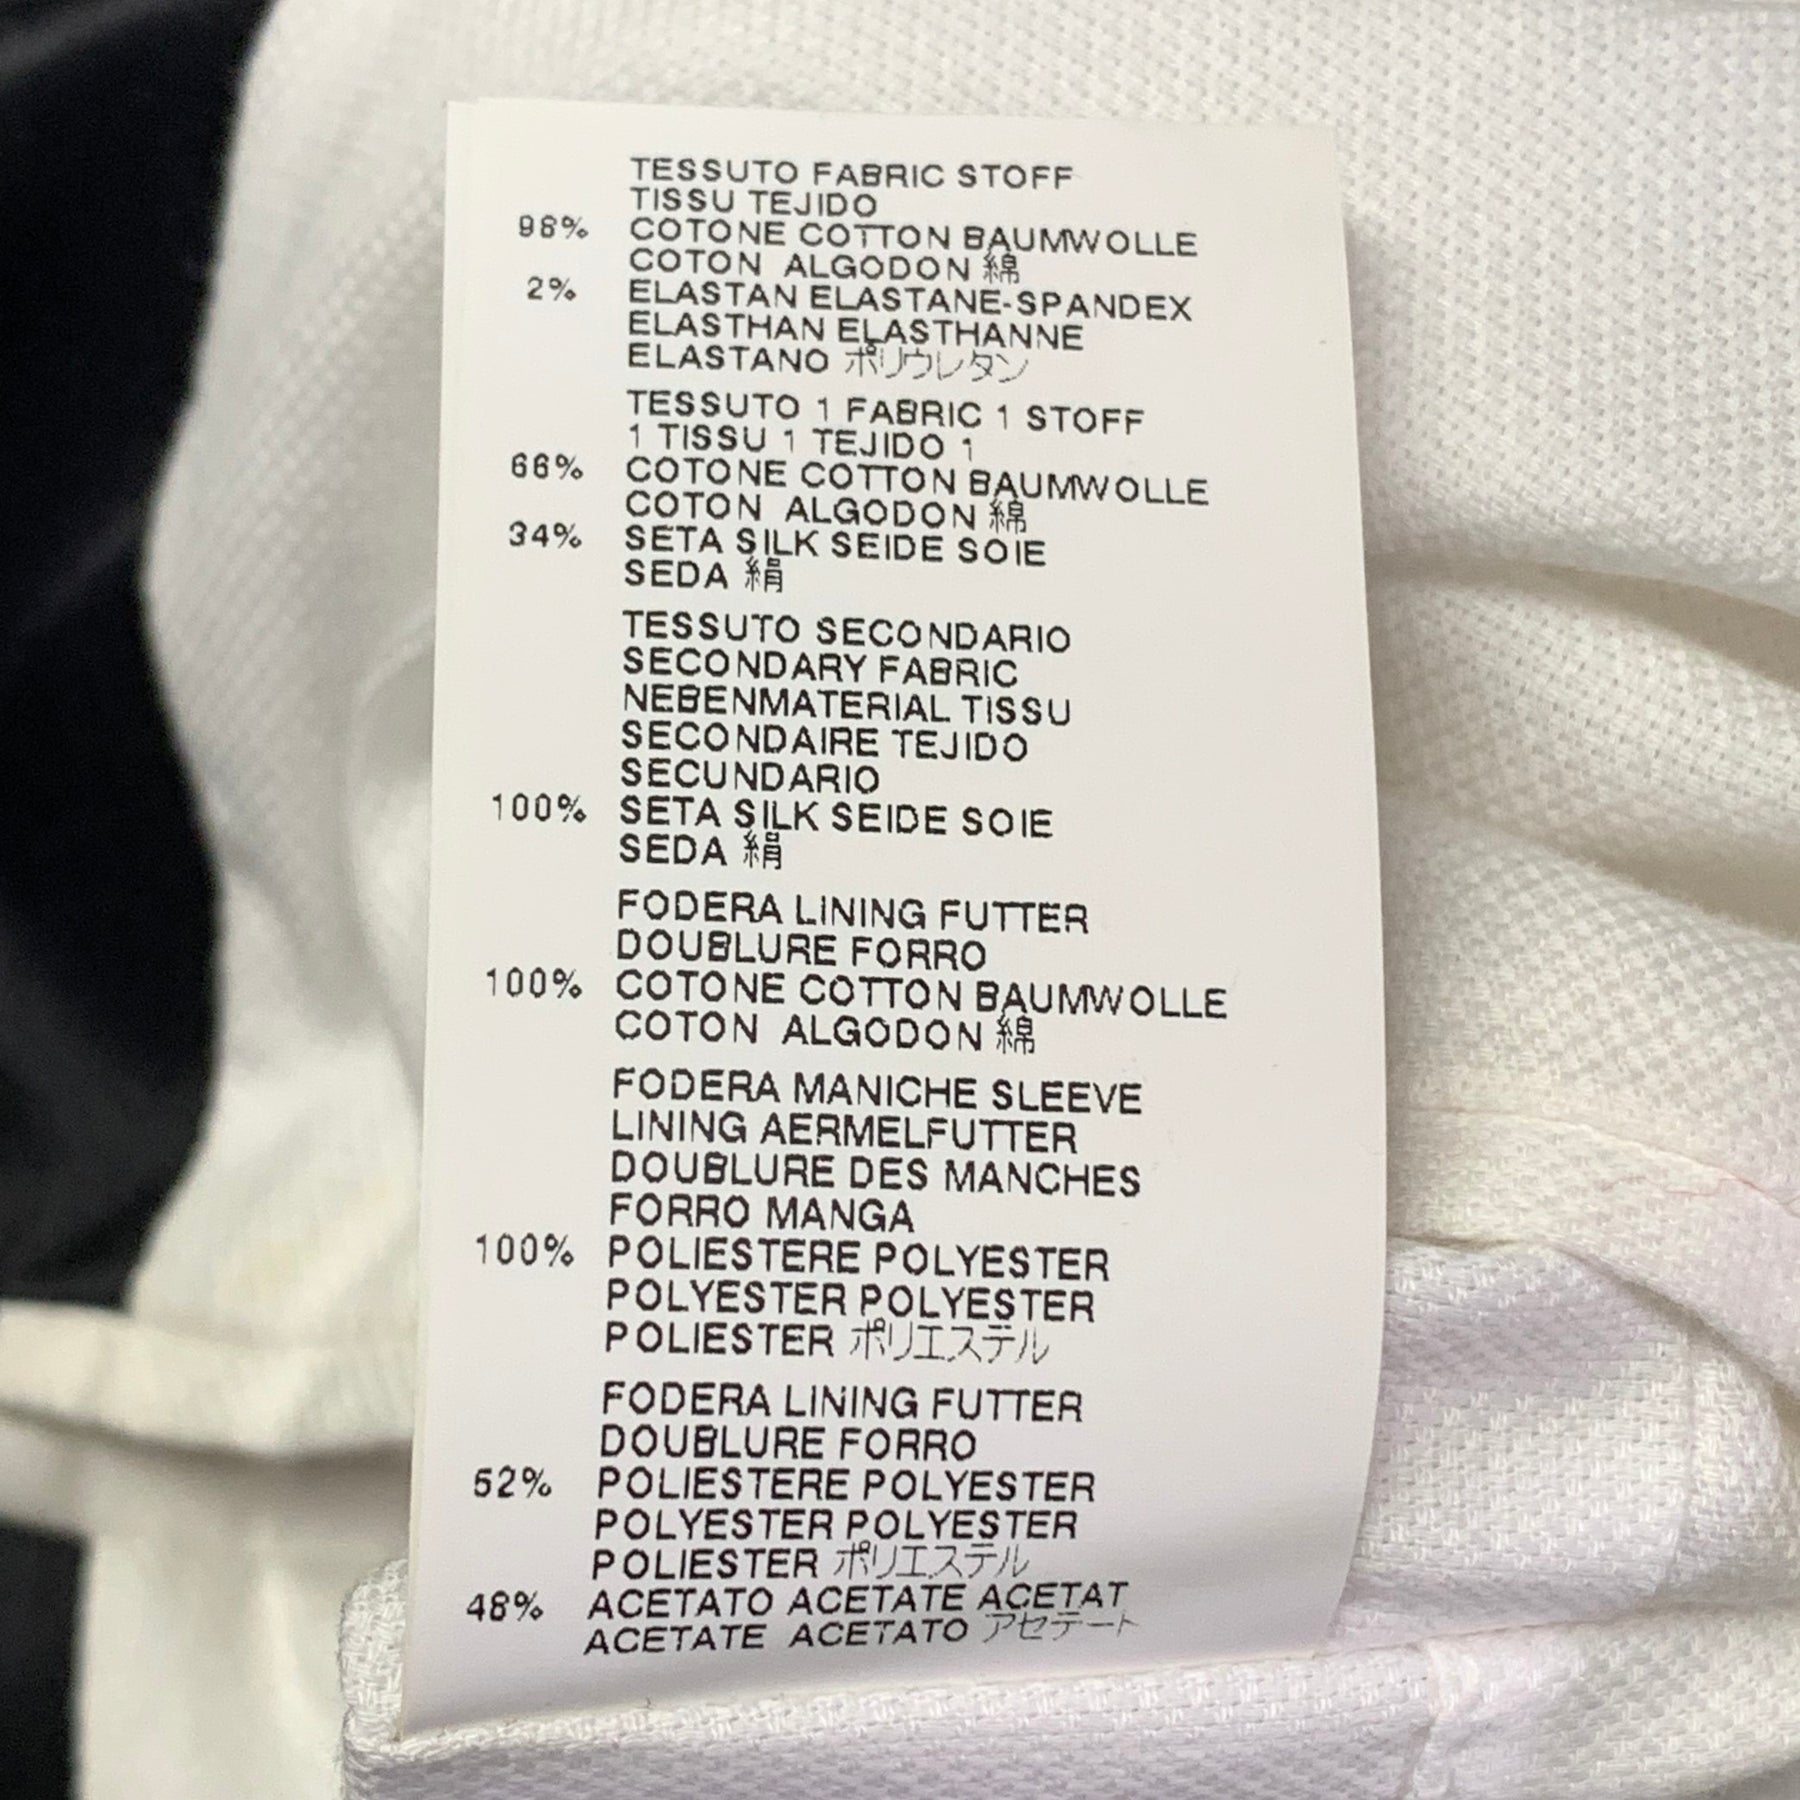 TESSUTO FABRIC STOFF
TISSU TEJIDO
98% COTONE COTTON BAUMWOLLE
COTON ALGODON 綿
2% ELASTAN ELASTANE-SPANDEX
ELASTHAN ELASTHANNE
ELASTANO ポリウレタン
TESSUTO 1 FABRIC 1 STOFF
1 TISSU 1 TEJIDO 1
66% COTONE COTTON BAUMWOLLE
COTON ALGODON 綿
34% SETA SILK SEIDE SOIE
SEDA 絹
TESSUTO SECONDARIO
SECONDARY FABRIC
NEBENMATERIAL TISSU
SECONDAIRE TEJIDO
SECUNDARIO
100% SETA SILK SEIDE SOIE
SEDA 絹
FODERA LINING FUTTER
DOUBLURE FORRO
100% COTONE COTTON BAUMWOLLE
COTON ALGODON 綿
FODERA MANICHE SLEEVE
LINING AERMELFUTTER
DOUBLURE DES MANCHES
FORRO MANGA
100% POLIESTERE POLYESTER
POLYESTER POLYESTER
POLIESTER ポリエステル
FODERA LINING FUTTER
DOUBLURE FORRO
52% POLIESTERE POLYESTER
POLYESTER POLYESTER
POLIESTER ポリエステル
48% ACETATO ACETATE ACETAT
ACETATE ACETATO アセテート